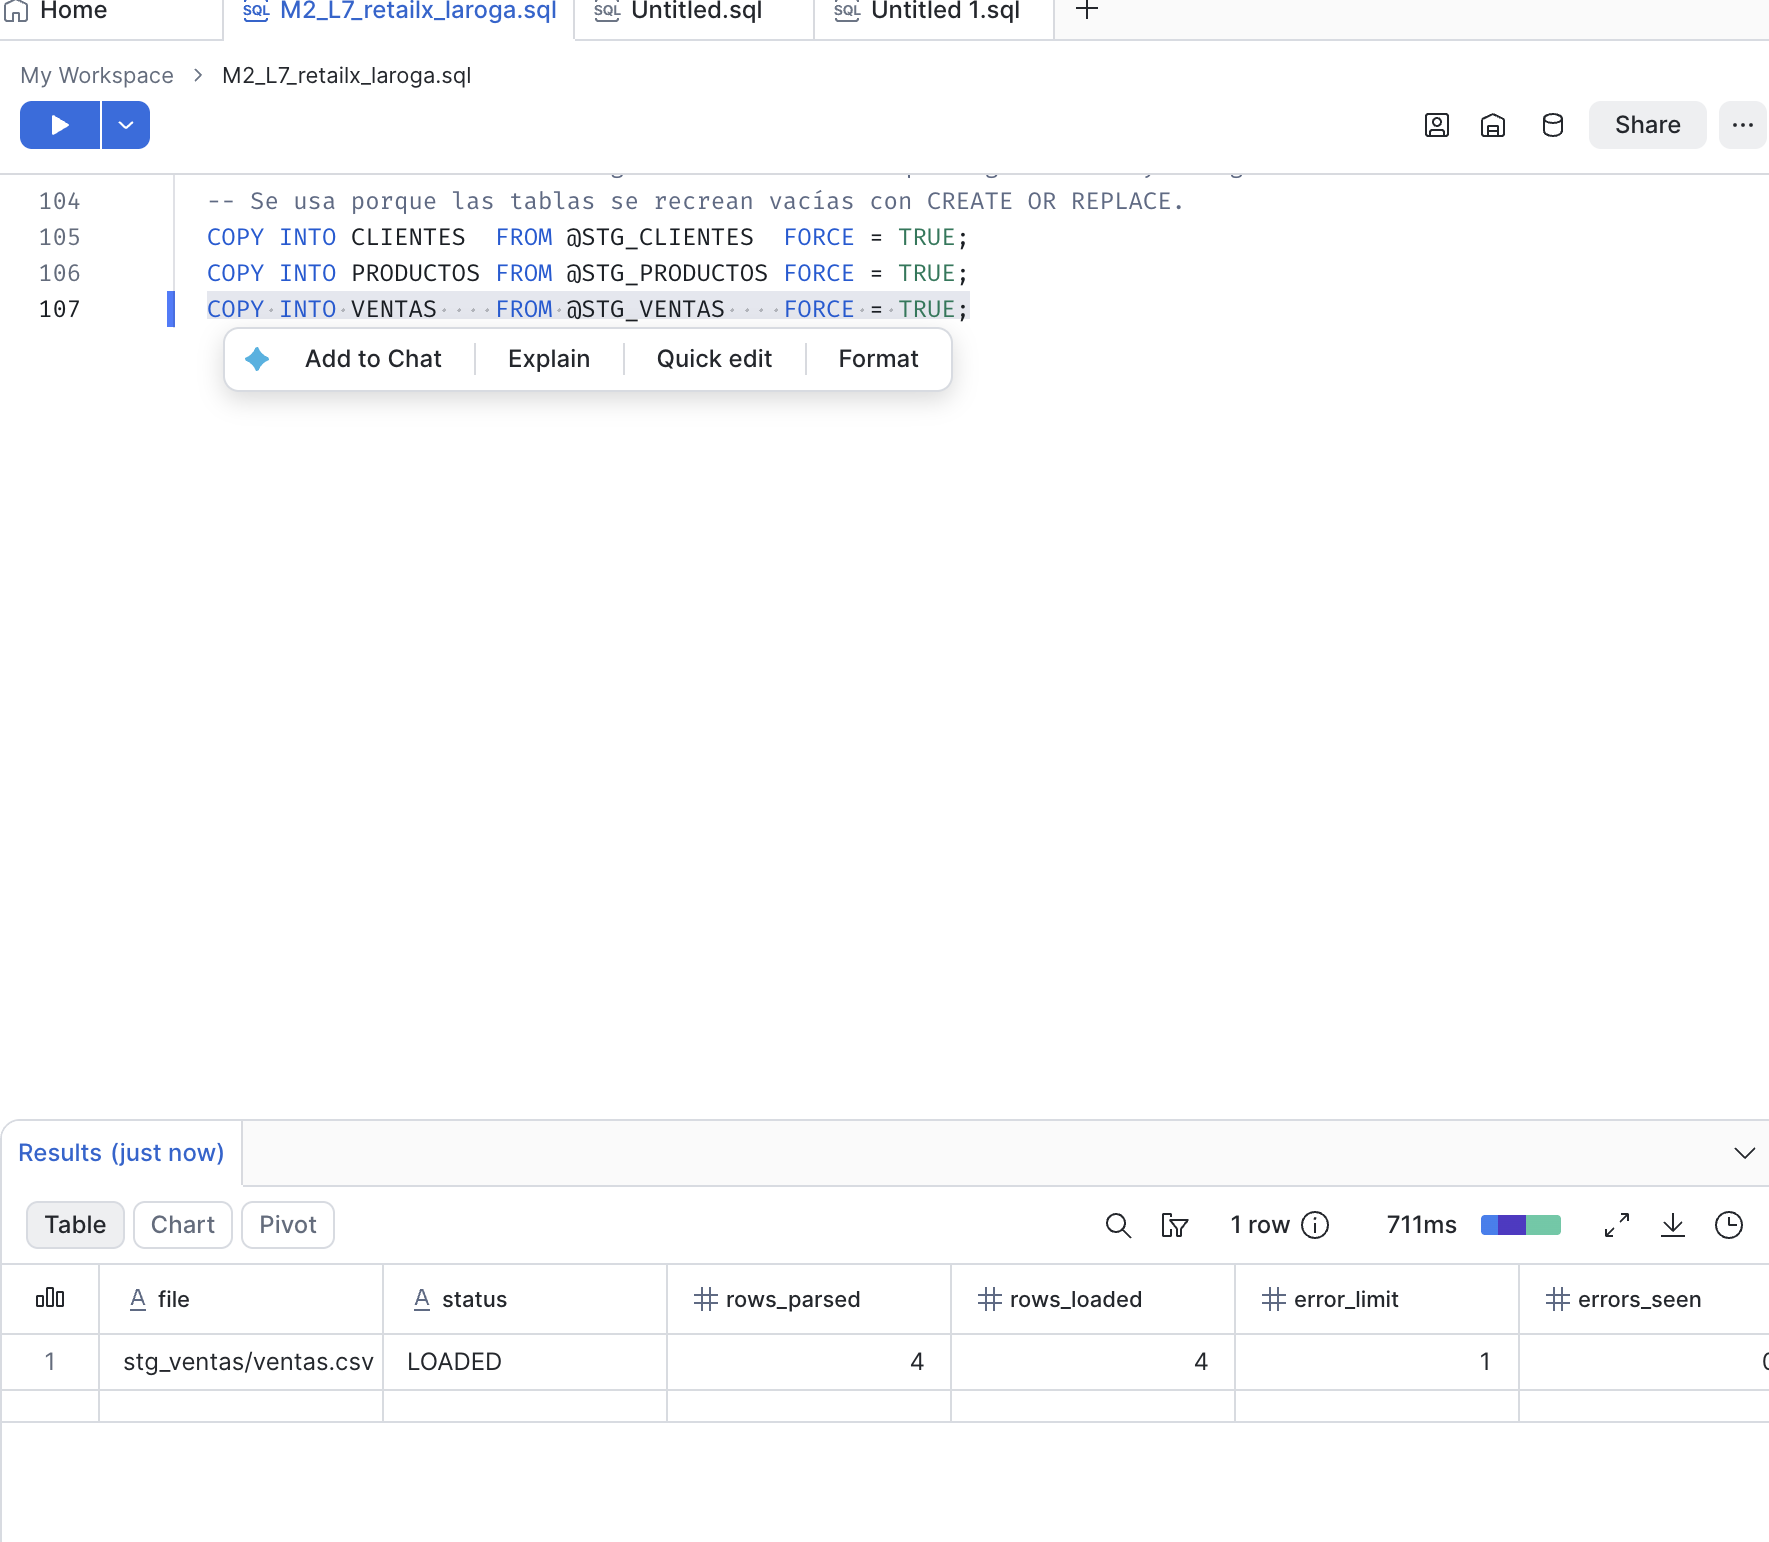 Home
SQL M2_L7_retailx_laroga.sql
SQL Untitled.sql
SQL Untitled 1.sql
My Workspace > M2_L7_retailx_laroga.sql
Share
104 -- Se usa porque las tablas se recrean vacías con CREATE OR REPLACE.
105 COPY INTO CLIENTES  FROM @STG_CLIENTES  FORCE = TRUE;
106 COPY INTO PRODUCTOS FROM @STG_PRODUCTOS FORCE = TRUE;
107 COPY INTO VENTAS    FROM @STG_VENTAS    FORCE = TRUE;
Add to Chat Explain Quick edit Format
Results (just now)
Table Chart Pivot 1 row 711ms
file status rows_parsed rows_loaded error_limit errors_seen
1 stg_ventas/ventas.csv LOADED 4 4 1